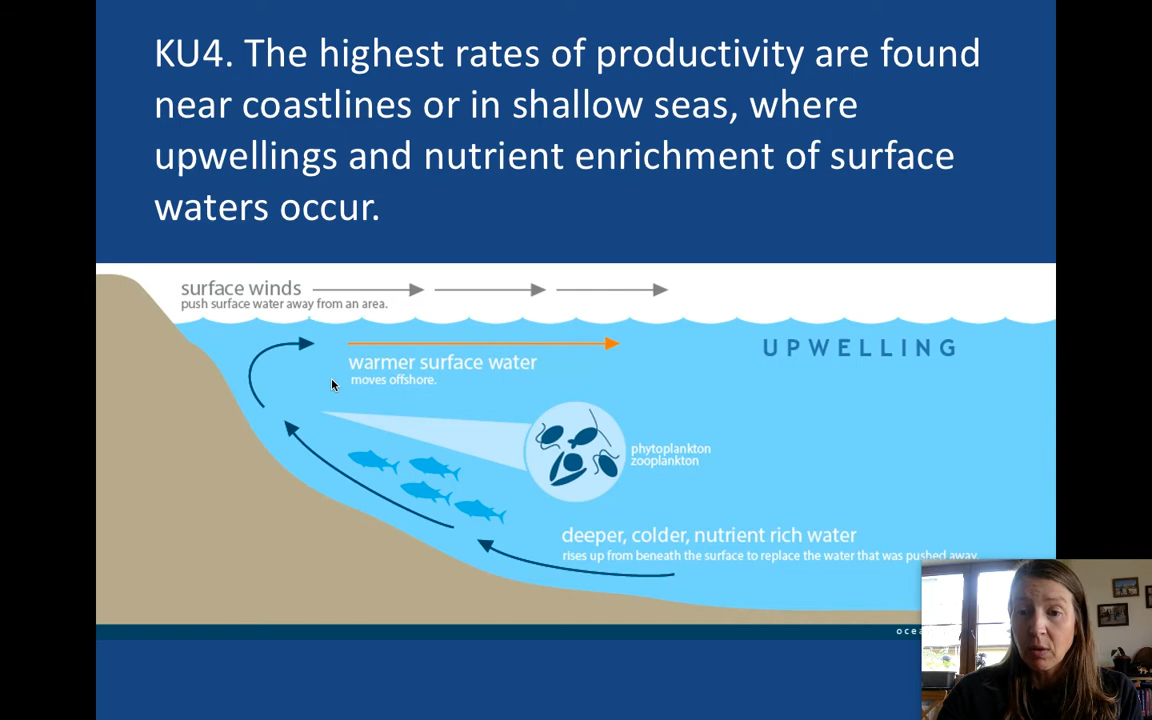 KU4. The highest rates of productivity are found
near coastlines or in shallow seas, where
upwellings and nutrient enrichment of surface
waters occur.
surface winds
push surface water away from an area.
UPWELLING
warmer surface water
moves offshore.
phytoplankton
zooplankton
deeper, colder, nutrient rich water
rises up from beneath the surface to replace the water that was pushed away.